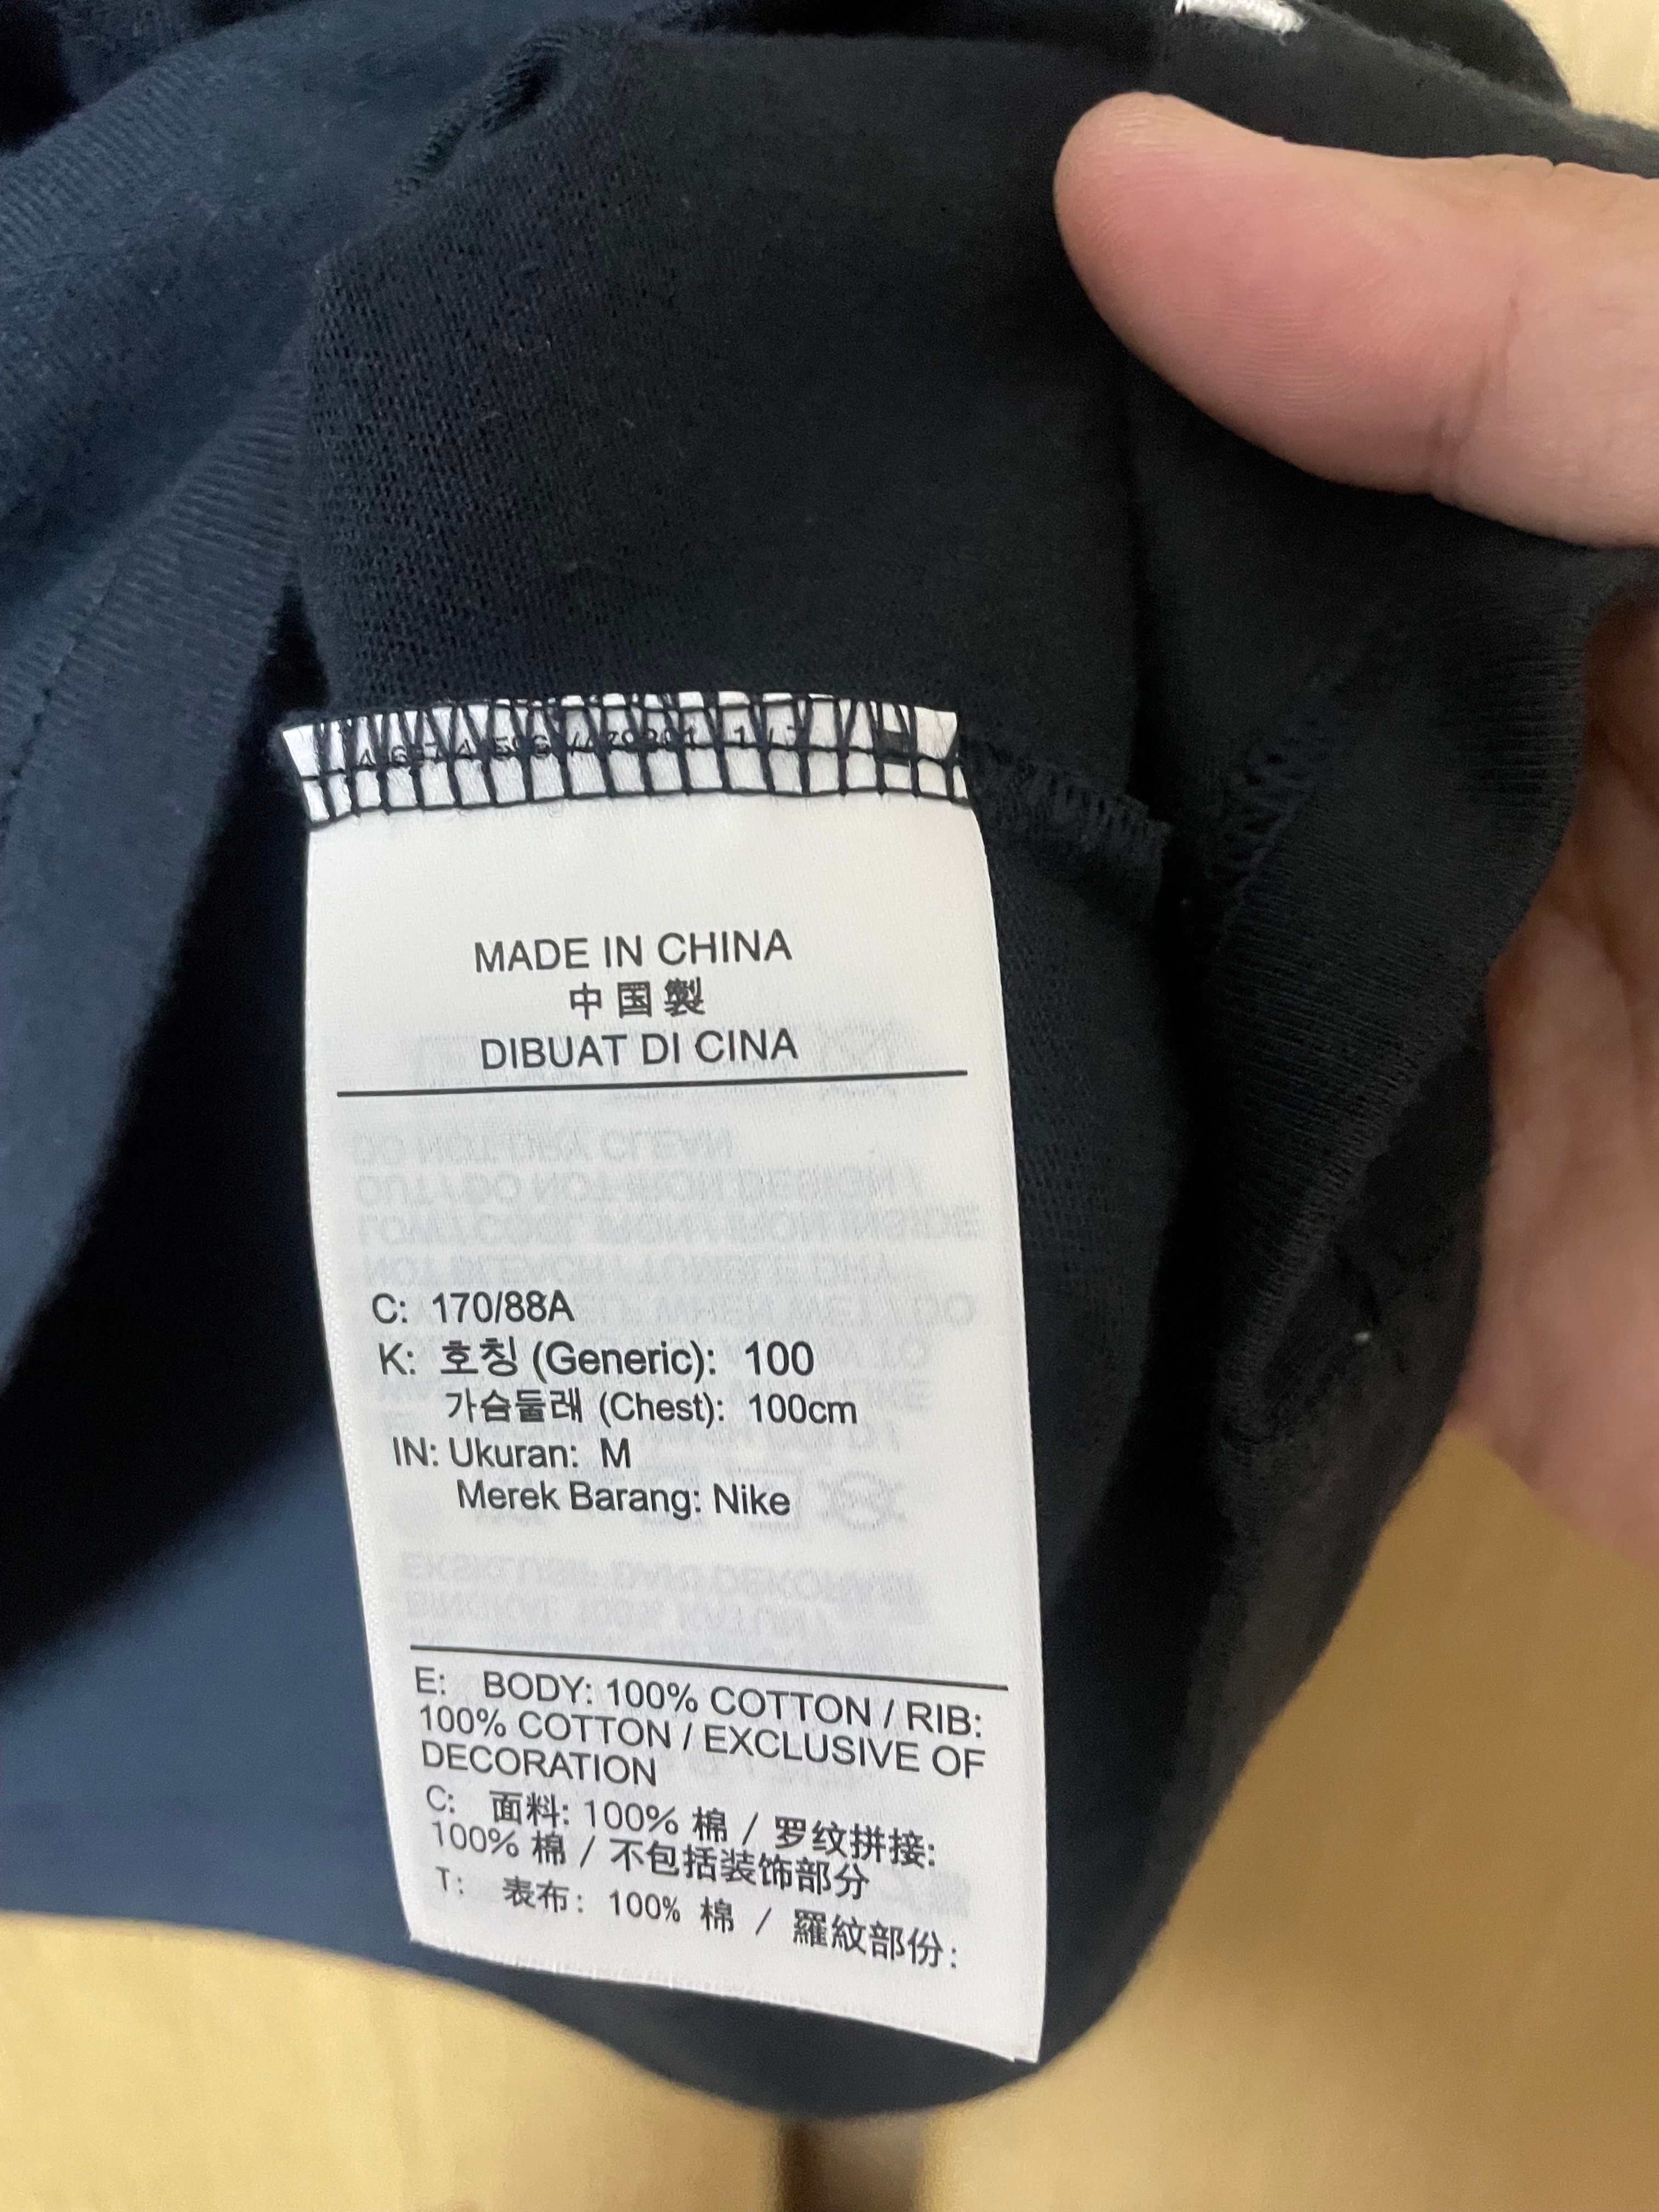 MADE IN CHINA
中国製
DIBUAT DI CINA
C: 170/88A
K: 호칭 (Generic): 100
가슴둘레 (Chest): 100cm
IN: Ukuran: M
Merek Barang: Nike
E: BODY: 100% COTTON / RIB:
100% COTTON / EXCLUSIVE OF
DECORATION
C: 面料: 100% 棉 / 罗纹拼接:
100% 棉 / 不包括装饰部分
T: 表布: 100% 棉 / 羅紋部份: